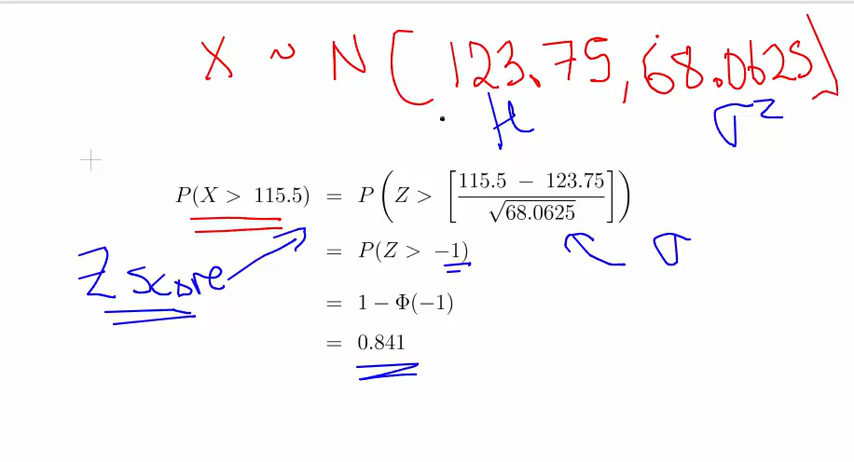 X ~ N(123.75, 68.0625)
μ σ²
P(X > 115.5) = P(Z > [115.5 − 123.75 / √68.0625])
σ
= P(Z > −1)
Z score
= 1 − Φ(−1)
= 0.841